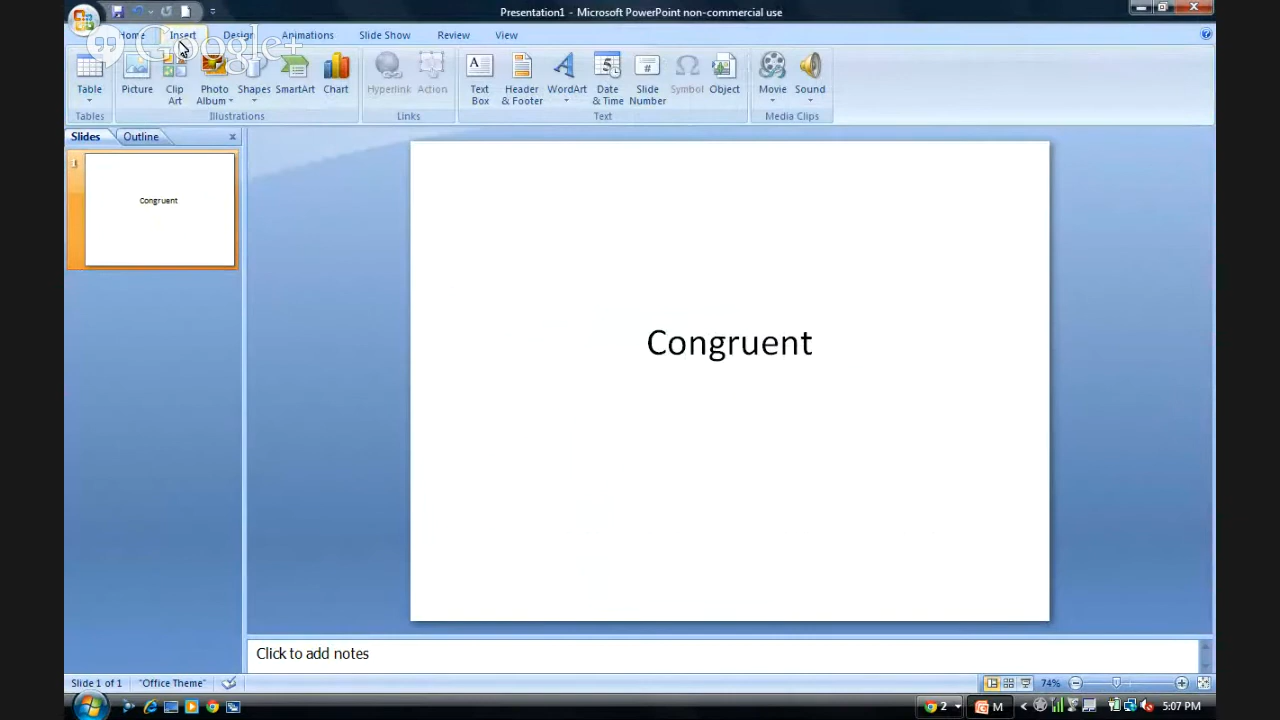 Presentation1 - Microsoft PowerPoint non-commercial use
Home Insert Design Animations Slide Show Review View
Google+
Table Picture Clip Art Photo Album Shapes SmartArt Chart Hyperlink Action Text Box Header & Footer WordArt Date & Time Slide Number Symbol Object Movie Sound
Tables Illustrations Links Text Media Clips
Slides Outline
1
Congruent
Congruent
Click to add notes
Slide 1 of 1 "Office Theme" 74%
2 M 5:07 PM